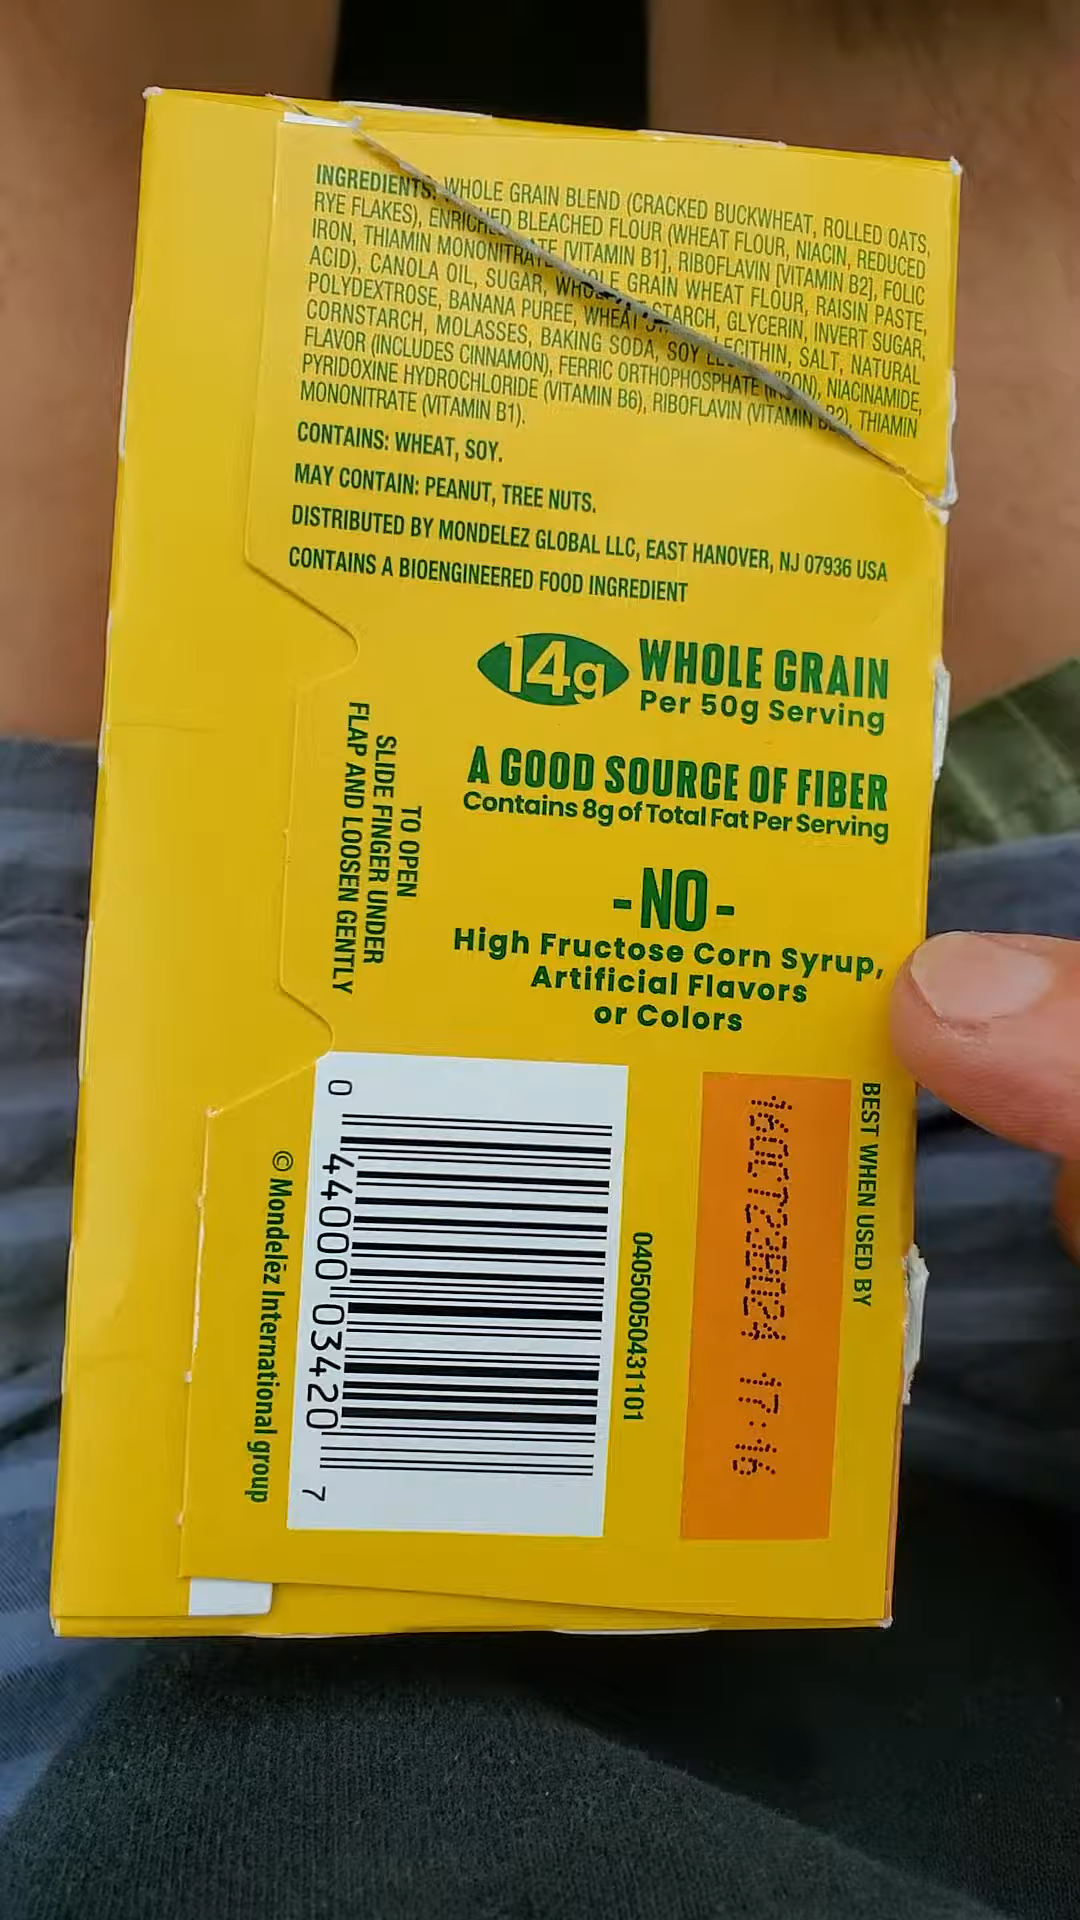 INGREDIENTS: WHOLE GRAIN BLEND (CRACKED BUCKWHEAT, ROLLED OATS,
RYE FLAKES), ENRICHED BLEACHED FLOUR (WHEAT FLOUR, NIACIN, REDUCED
IRON, THIAMIN MONONITRATE [VITAMIN B1], RIBOFLAVIN [VITAMIN B2], FOLIC
ACID), CANOLA OIL, SUGAR, WHOLE GRAIN WHEAT FLOUR, RAISIN PASTE,
POLYDEXTROSE, BANANA PUREE, WHEAT STARCH, GLYCERIN, INVERT SUGAR,
CORNSTARCH, MOLASSES, BAKING SODA, SOY LECITHIN, SALT, NATURAL
FLAVOR (INCLUDES CINNAMON), FERRIC ORTHOPHOSPHATE (IRON), NIACINAMIDE,
PYRIDOXINE HYDROCHLORIDE (VITAMIN B6), RIBOFLAVIN (VITAMIN B2), THIAMIN
MONONITRATE (VITAMIN B1).
CONTAINS: WHEAT, SOY.
MAY CONTAIN: PEANUT, TREE NUTS.
DISTRIBUTED BY MONDELEZ GLOBAL LLC, EAST HANOVER, NJ 07936 USA
CONTAINS A BIOENGINEERED FOOD INGREDIENT
14g WHOLE GRAIN
Per 50g Serving
A GOOD SOURCE OF FIBER
Contains 8g of Total Fat Per Serving
-NO-
High Fructose Corn Syrup,
Artificial Flavors
or Colors
TO OPEN
SLIDE FINGER UNDER
FLAP AND LOOSEN GENTLY
BEST WHEN USED BY
16OCT23 17:16
04050050431101
0 44000 03420 7
© Mondelēz International group